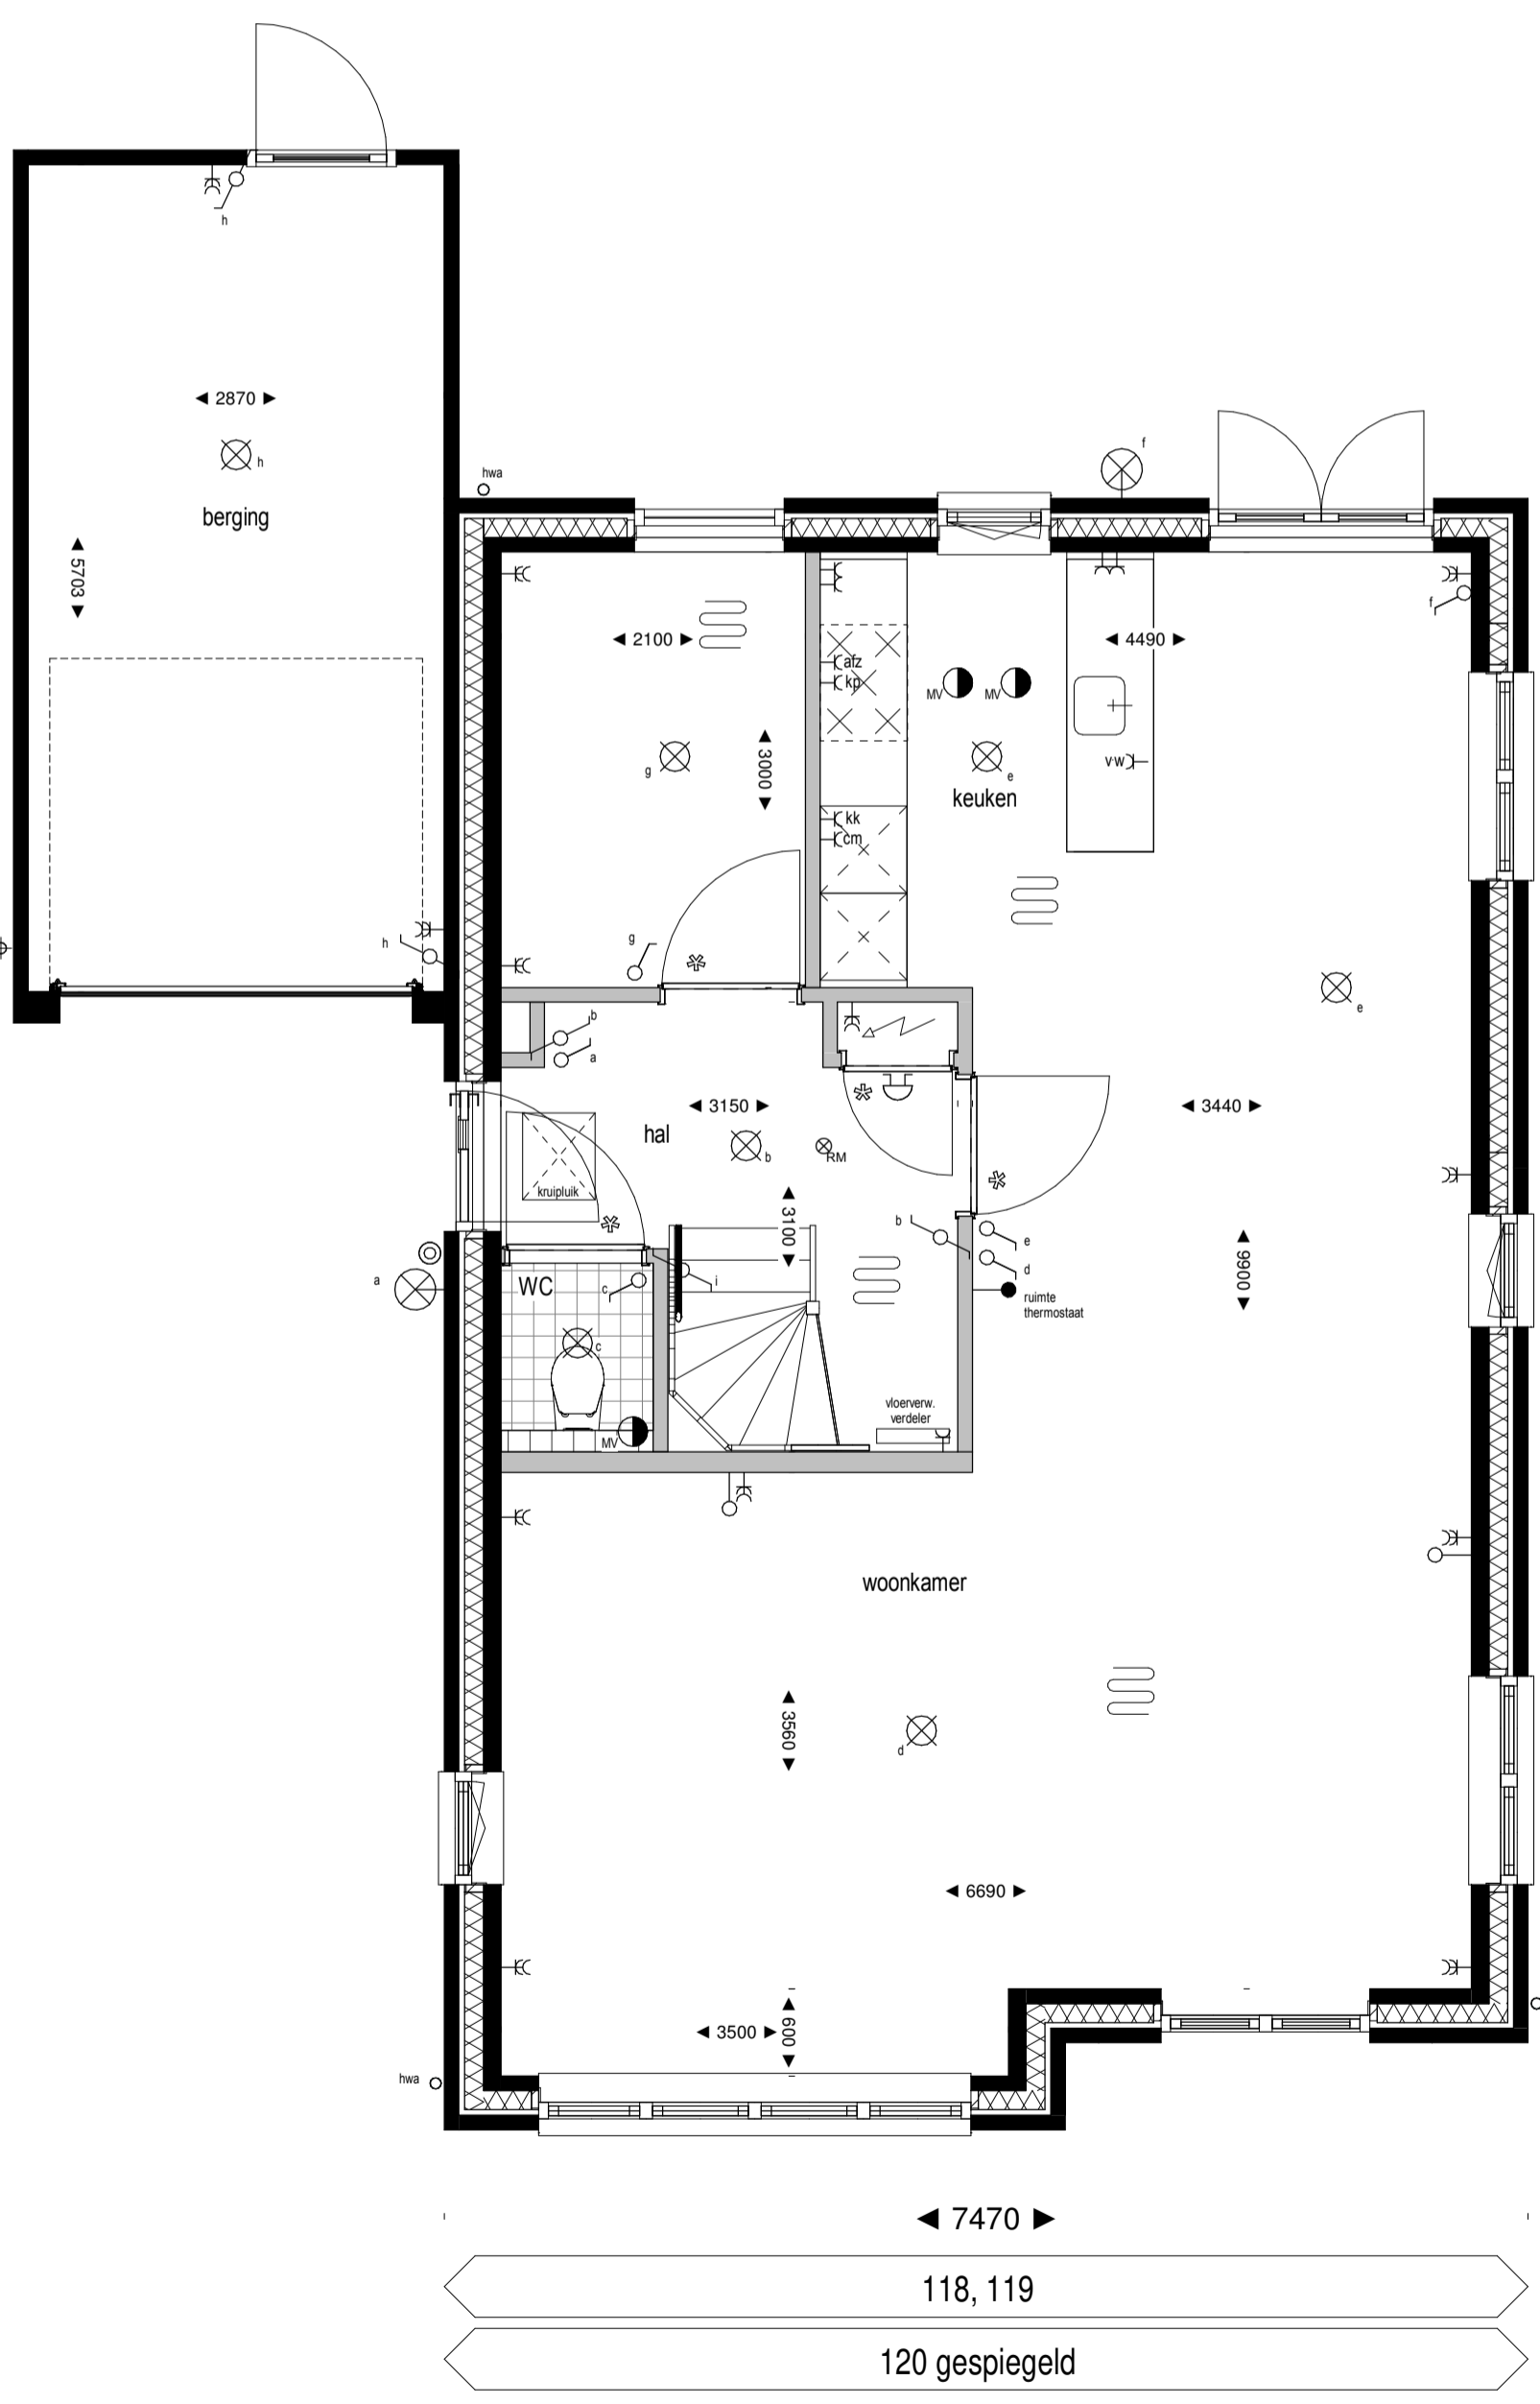 h
2870
h
berging
5703
hwa
f
f
2100
4490
afz
kp
MV
MV
g
3000
v·w
e
keuken
kk
cm
h
g
e
b
a
3150
3440
hal
b
RM
kruipluik
3100
b
e
d
a
WC
c
i
ruimte
thermostaat
9900
c
vloerverw.
verdeler
MV
woonkamer
3560
d
6690
3500
600
hwa
7470
118, 119
120 gespiegeld